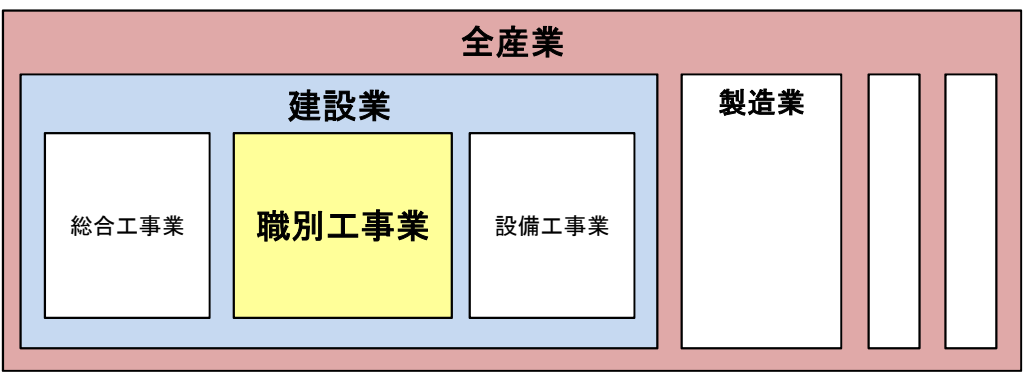 全産業
建設業
製造業
総合工事業
職別工事業
設備工事業